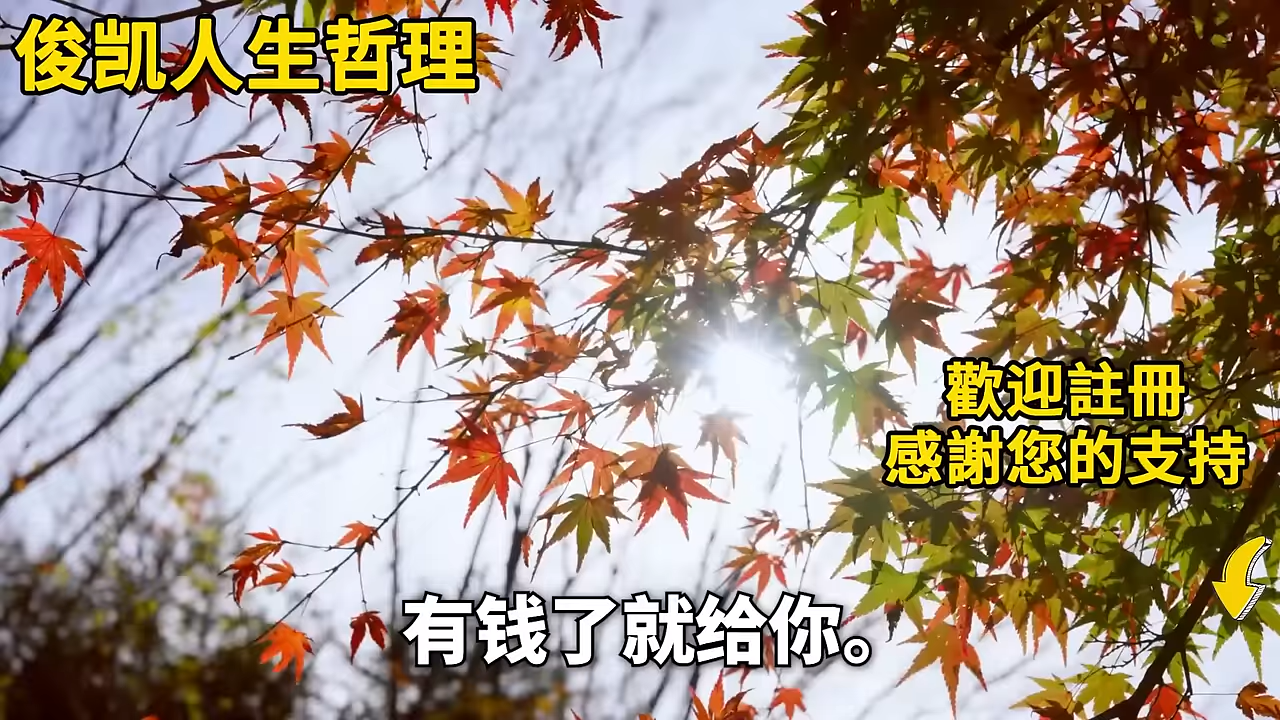 俊凯人生哲理
歡迎註冊
感謝您的支持
有钱了就给你。